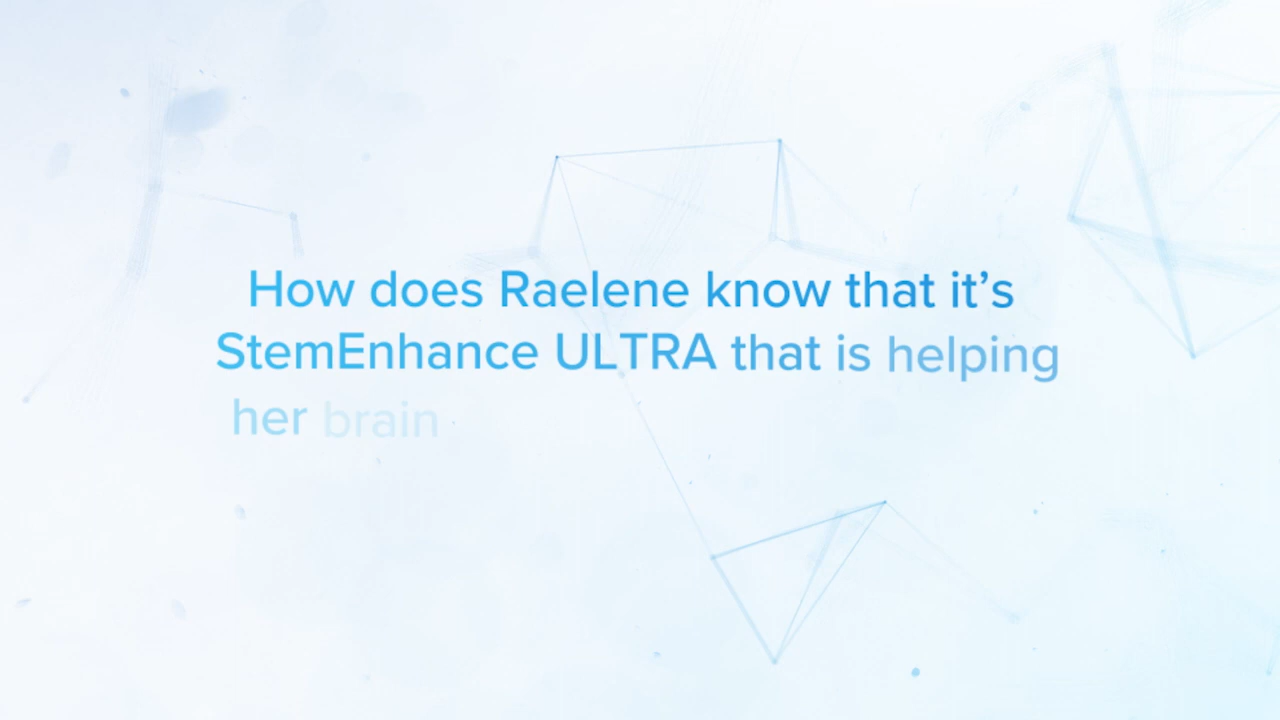 How does Raelene know that it’s
StemEnhance ULTRA that is helping
her brain